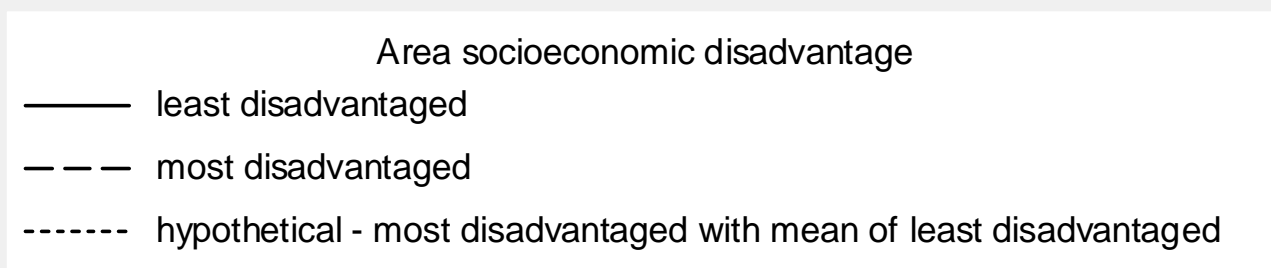 Area socioeconomic disadvantage
least disadvantaged
most disadvantaged
hypothetical - most disadvantaged with mean of least disadvantaged